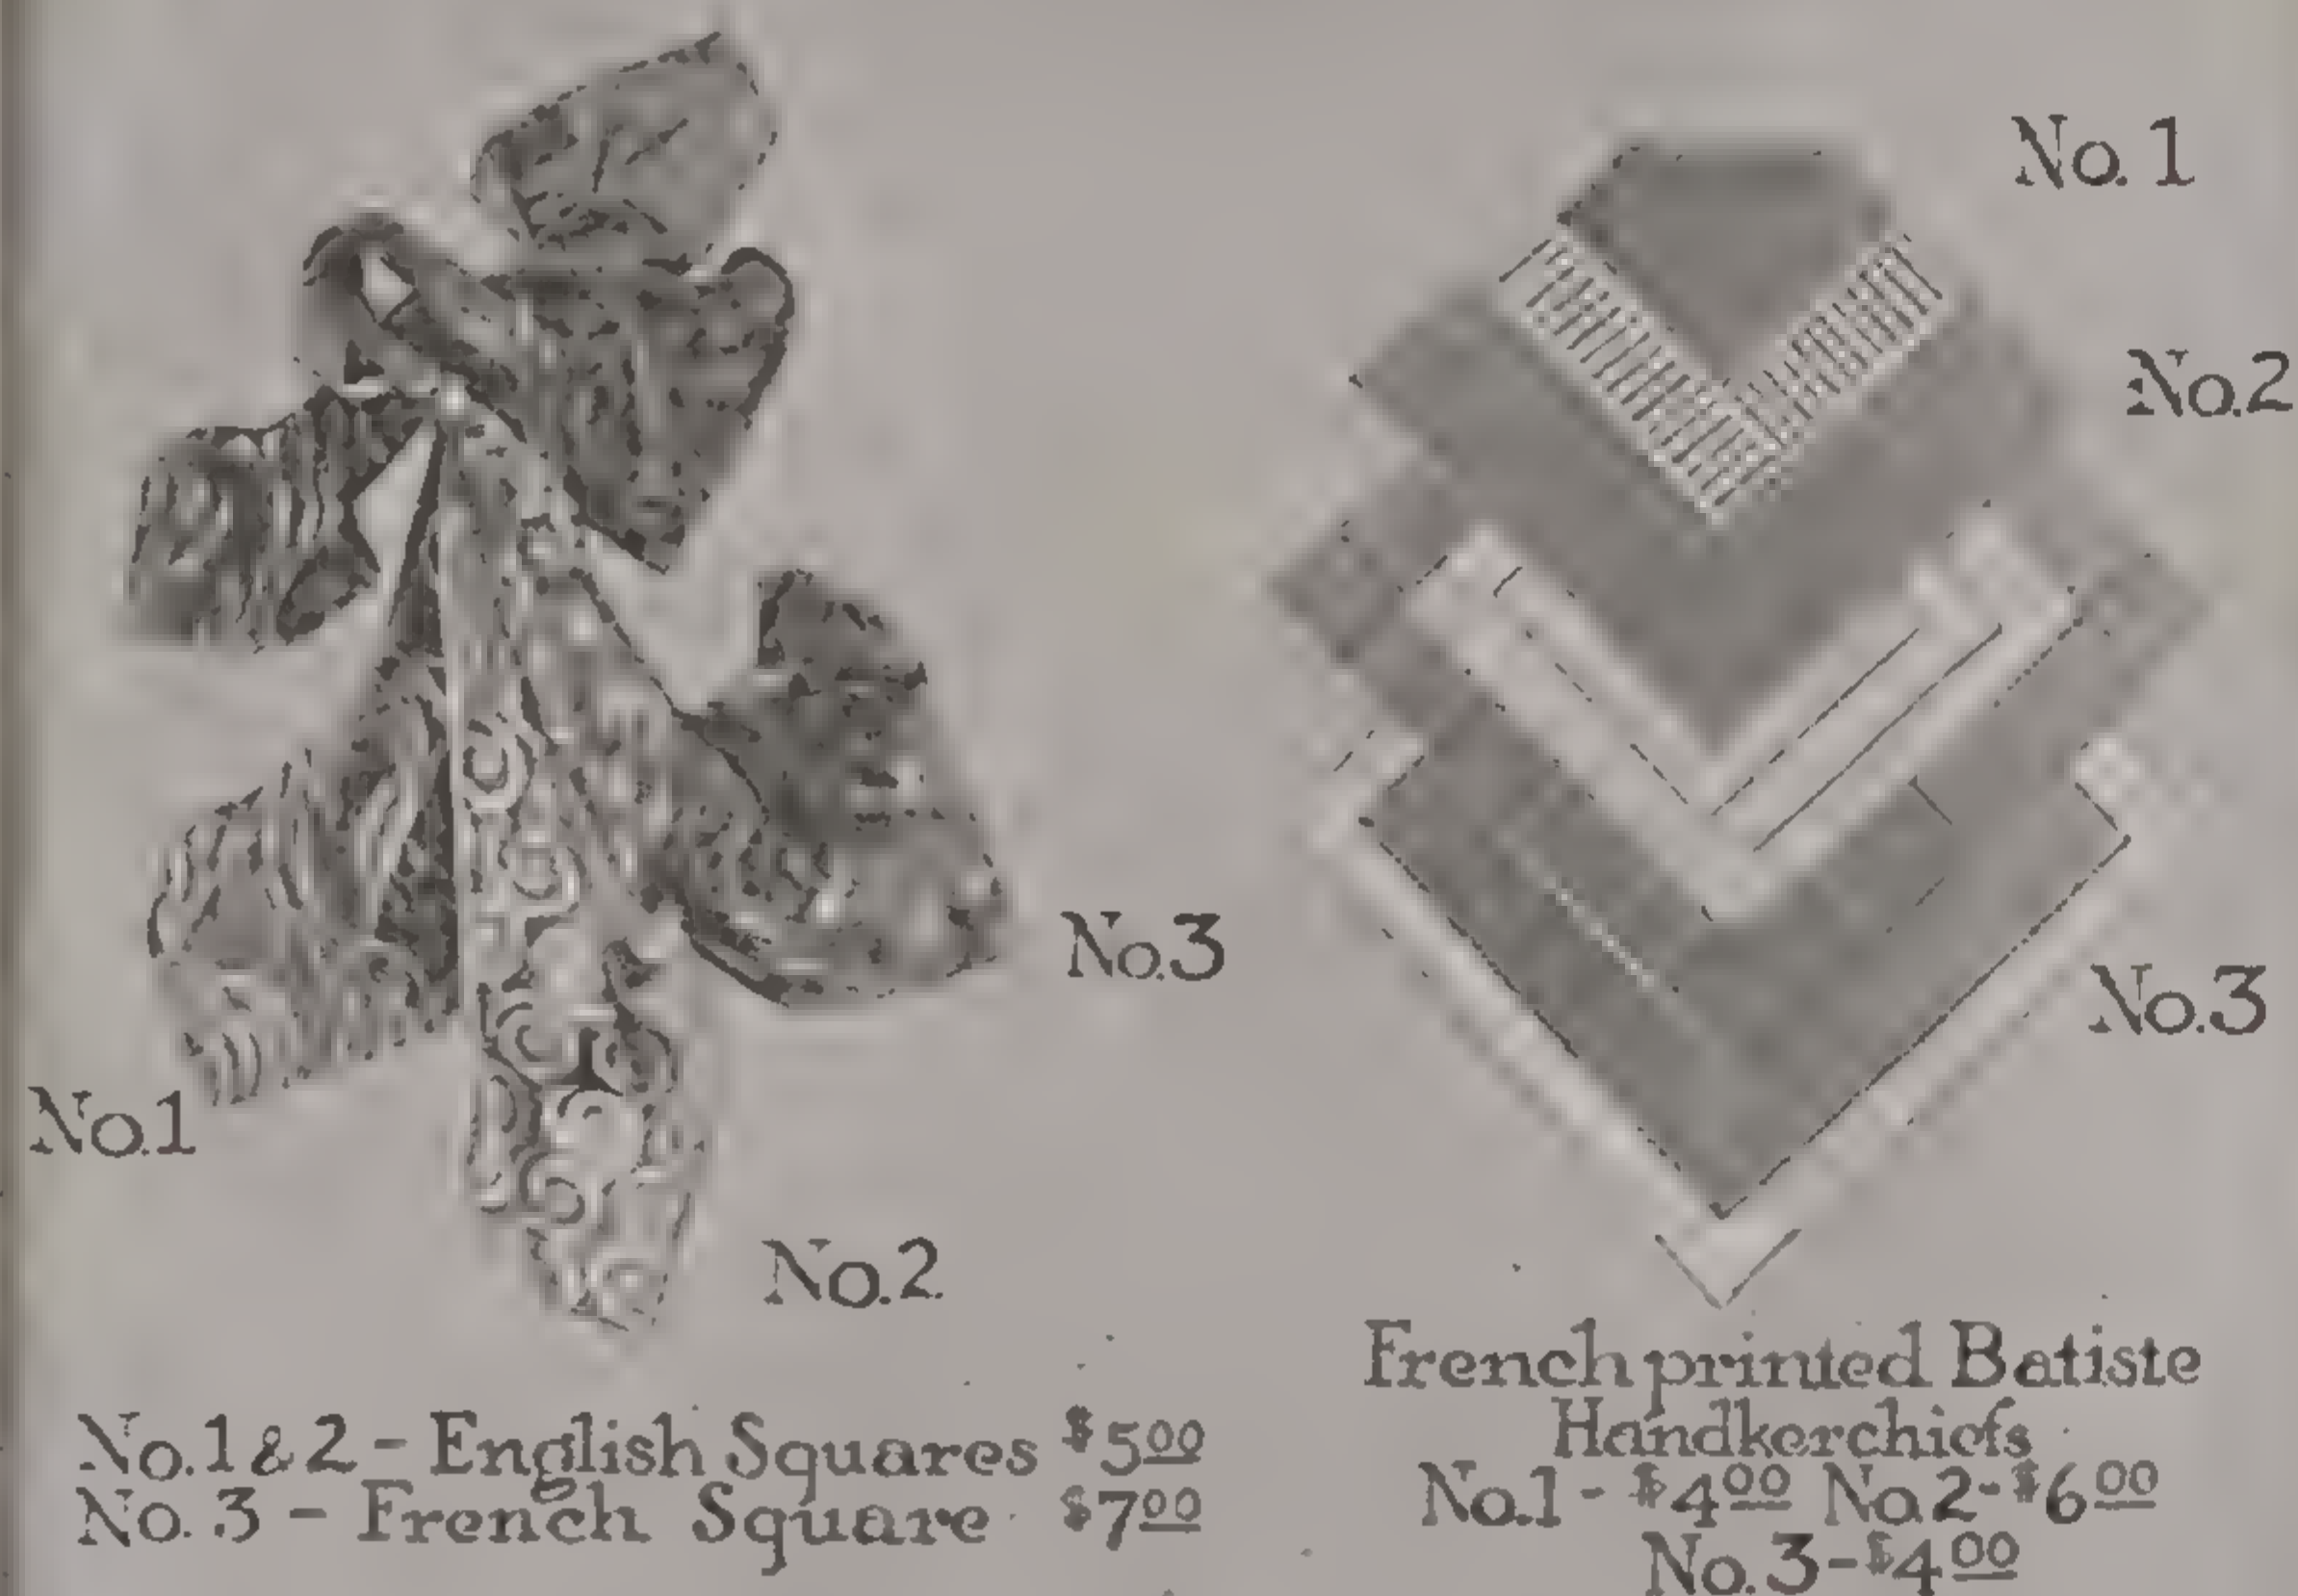 No.1
No.2
No.3
No.1 & 2 – English Squares $5.00
No. 3 – French Square $7.00
No. 1
No.2
No.3
French printed Batiste
Handkerchiefs
No.1 - $4.00 No.2 - $6.00
No.3 - $4.00